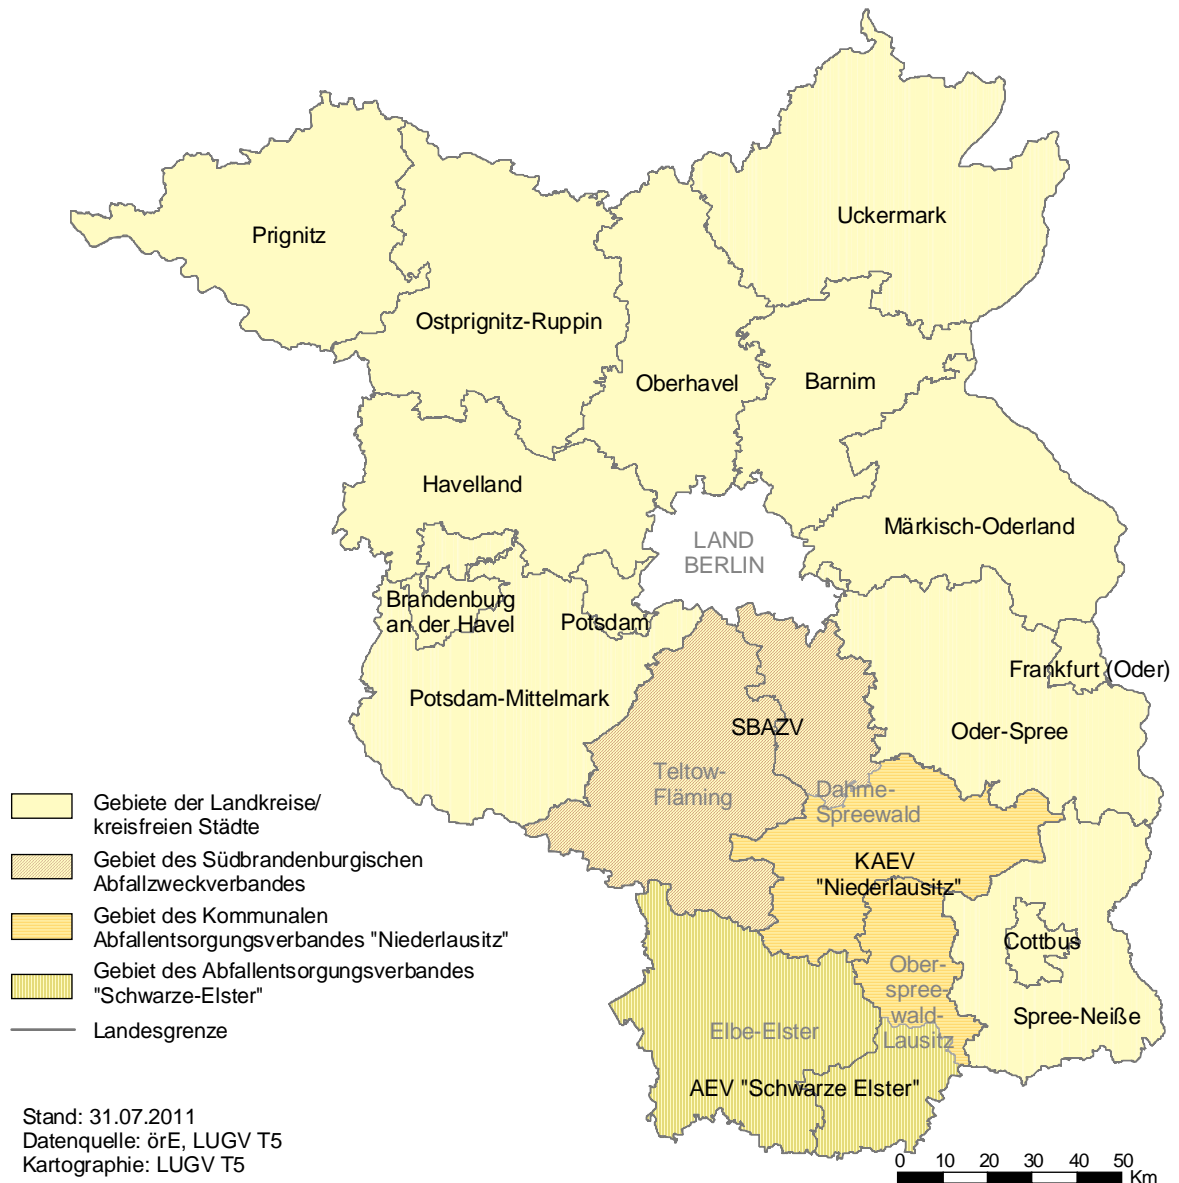 Uckermark
Prignitz
Ostprignitz-Ruppin
Oberhavel
Barnim
Havelland
Märkisch-Oderland
LAND
BERLIN
Brandenburg
an der Havel
Potsdam
Frankfurt (Oder)
Potsdam-Mittelmark
SBAZV
Oder-Spree
Teltow-
Fläming
Dahme-
Spreewald
KAEV
"Niederlausitz"
Cottbus
Ober-
spree-
wald-
Lausitz
Spree-Neiße
Elbe-Elster
AEV "Schwarze Elster"
Gebiete der Landkreise/
kreisfreien Städte
Gebiet des Südbrandenburgischen
Abfallzweckverbandes
Gebiet des Kommunalen
Abfallentsorgungsverbandes "Niederlausitz"
Gebiet des Abfallentsorgungsverbandes
"Schwarze-Elster"
Landesgrenze
Stand: 31.07.2011
Datenquelle: örE, LUGV T5
Kartographie: LUGV T5
0 10 20 30 40 50
Km